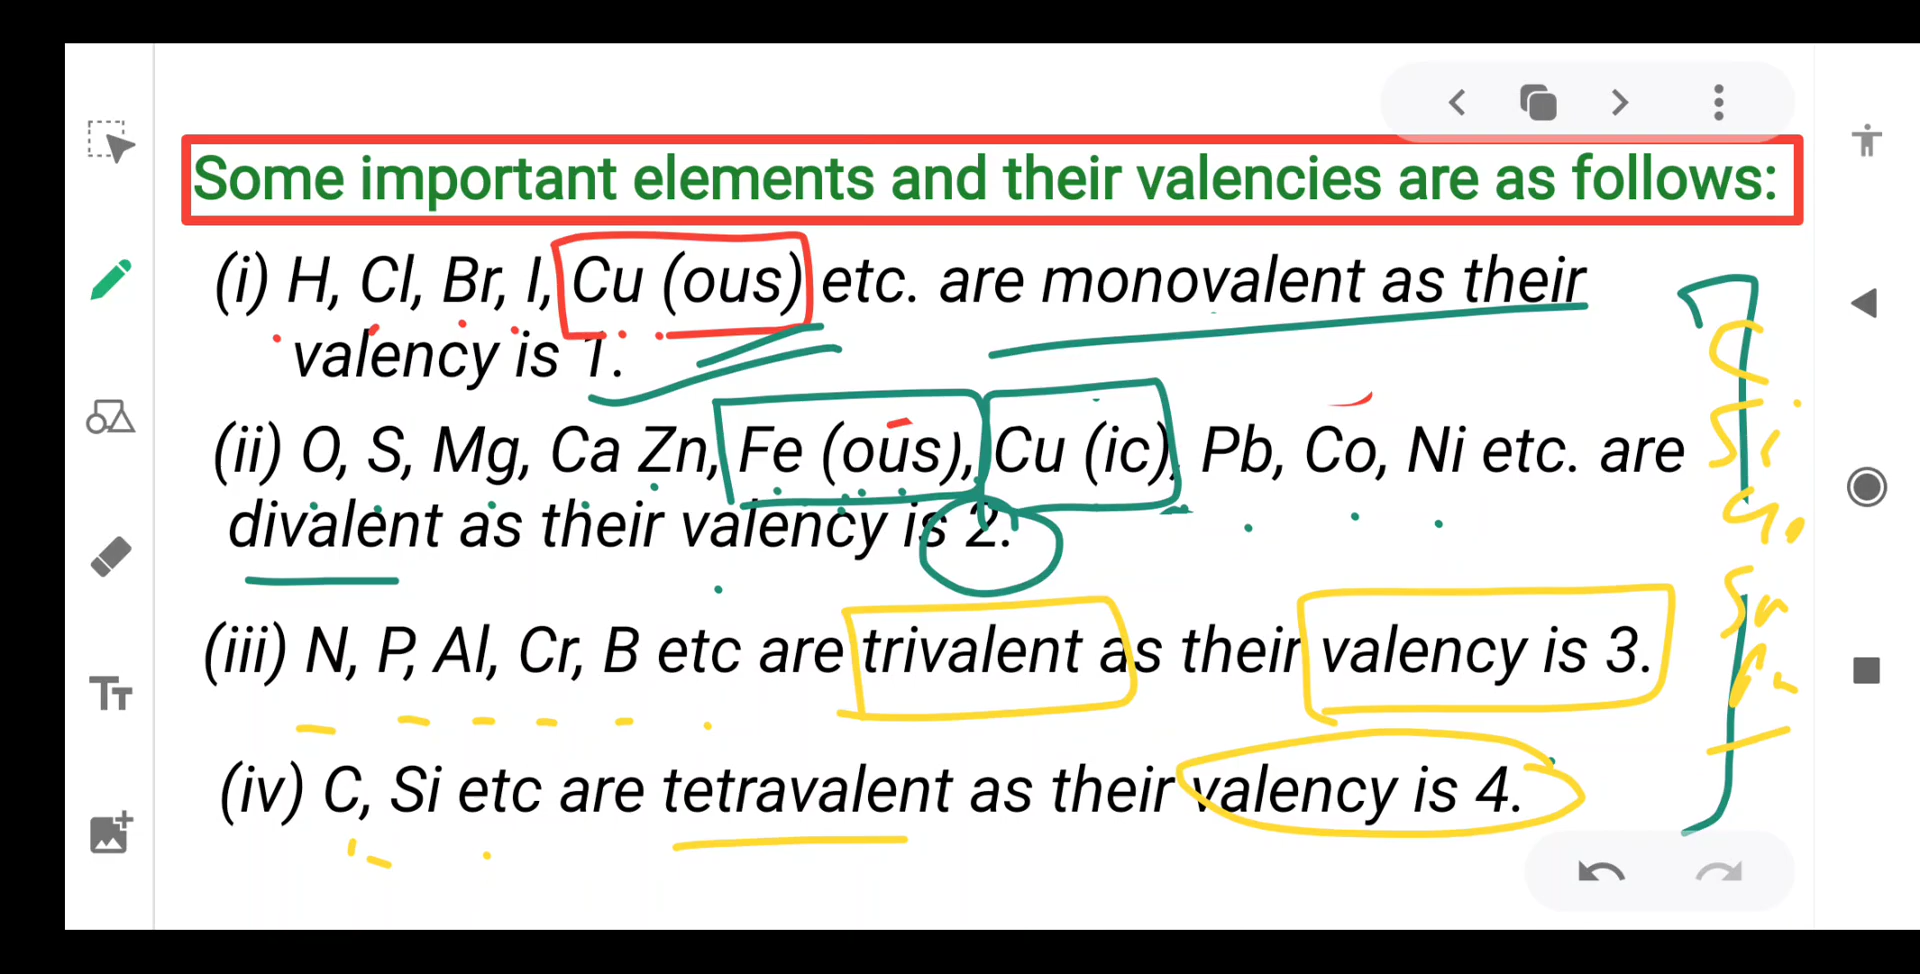 Some important elements and their valencies are as follows:
(i) H, Cl, Br, I, Cu (ous) etc. are monovalent as their
valency is 1.
(ii) O, S, Mg, Ca Zn, Fe (ous), Cu (ic), Pb, Co, Ni etc. are
divalent as their valency is 2.
(iii) N, P, Al, Cr, B etc are trivalent as their valency is 3.
(iv) C, Si etc are tetravalent as their valency is 4.
C
Si
Sn